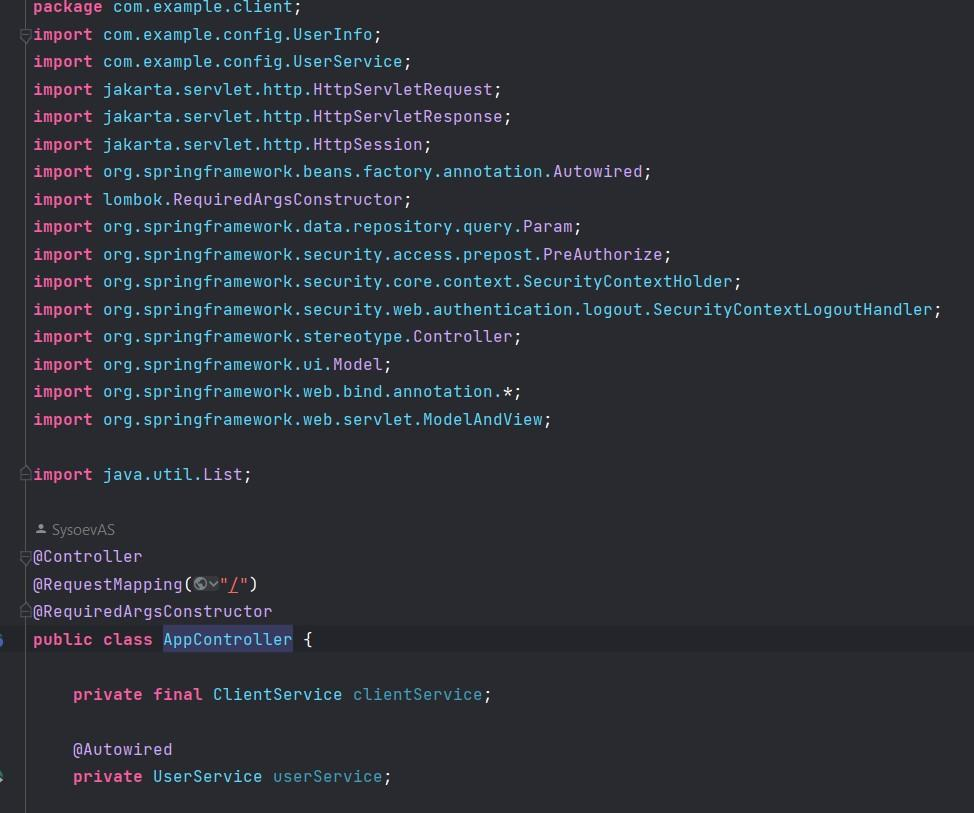 package com.example.client;
import com.example.config.UserInfo;
import com.example.config.UserService;
import jakarta.servlet.http.HttpServletRequest;
import jakarta.servlet.http.HttpServletResponse;
import jakarta.servlet.http.HttpSession;
import org.springframework.beans.factory.annotation.Autowired;
import lombok.RequiredArgsConstructor;
import org.springframework.data.repository.query.Param;
import org.springframework.security.access.prepost.PreAuthorize;
import org.springframework.security.core.context.SecurityContextHolder;
import org.springframework.security.web.authentication.logout.SecurityContextLogoutHandler;
import org.springframework.stereotype.Controller;
import org.springframework.ui.Model;
import org.springframework.web.bind.annotation.*;
import org.springframework.web.servlet.ModelAndView;
import java.util.List;
SysoevAS
@Controller
@RequestMapping("/")
@RequiredArgsConstructor
public class AppController {
private final ClientService clientService;
@Autowired
private UserService userService;